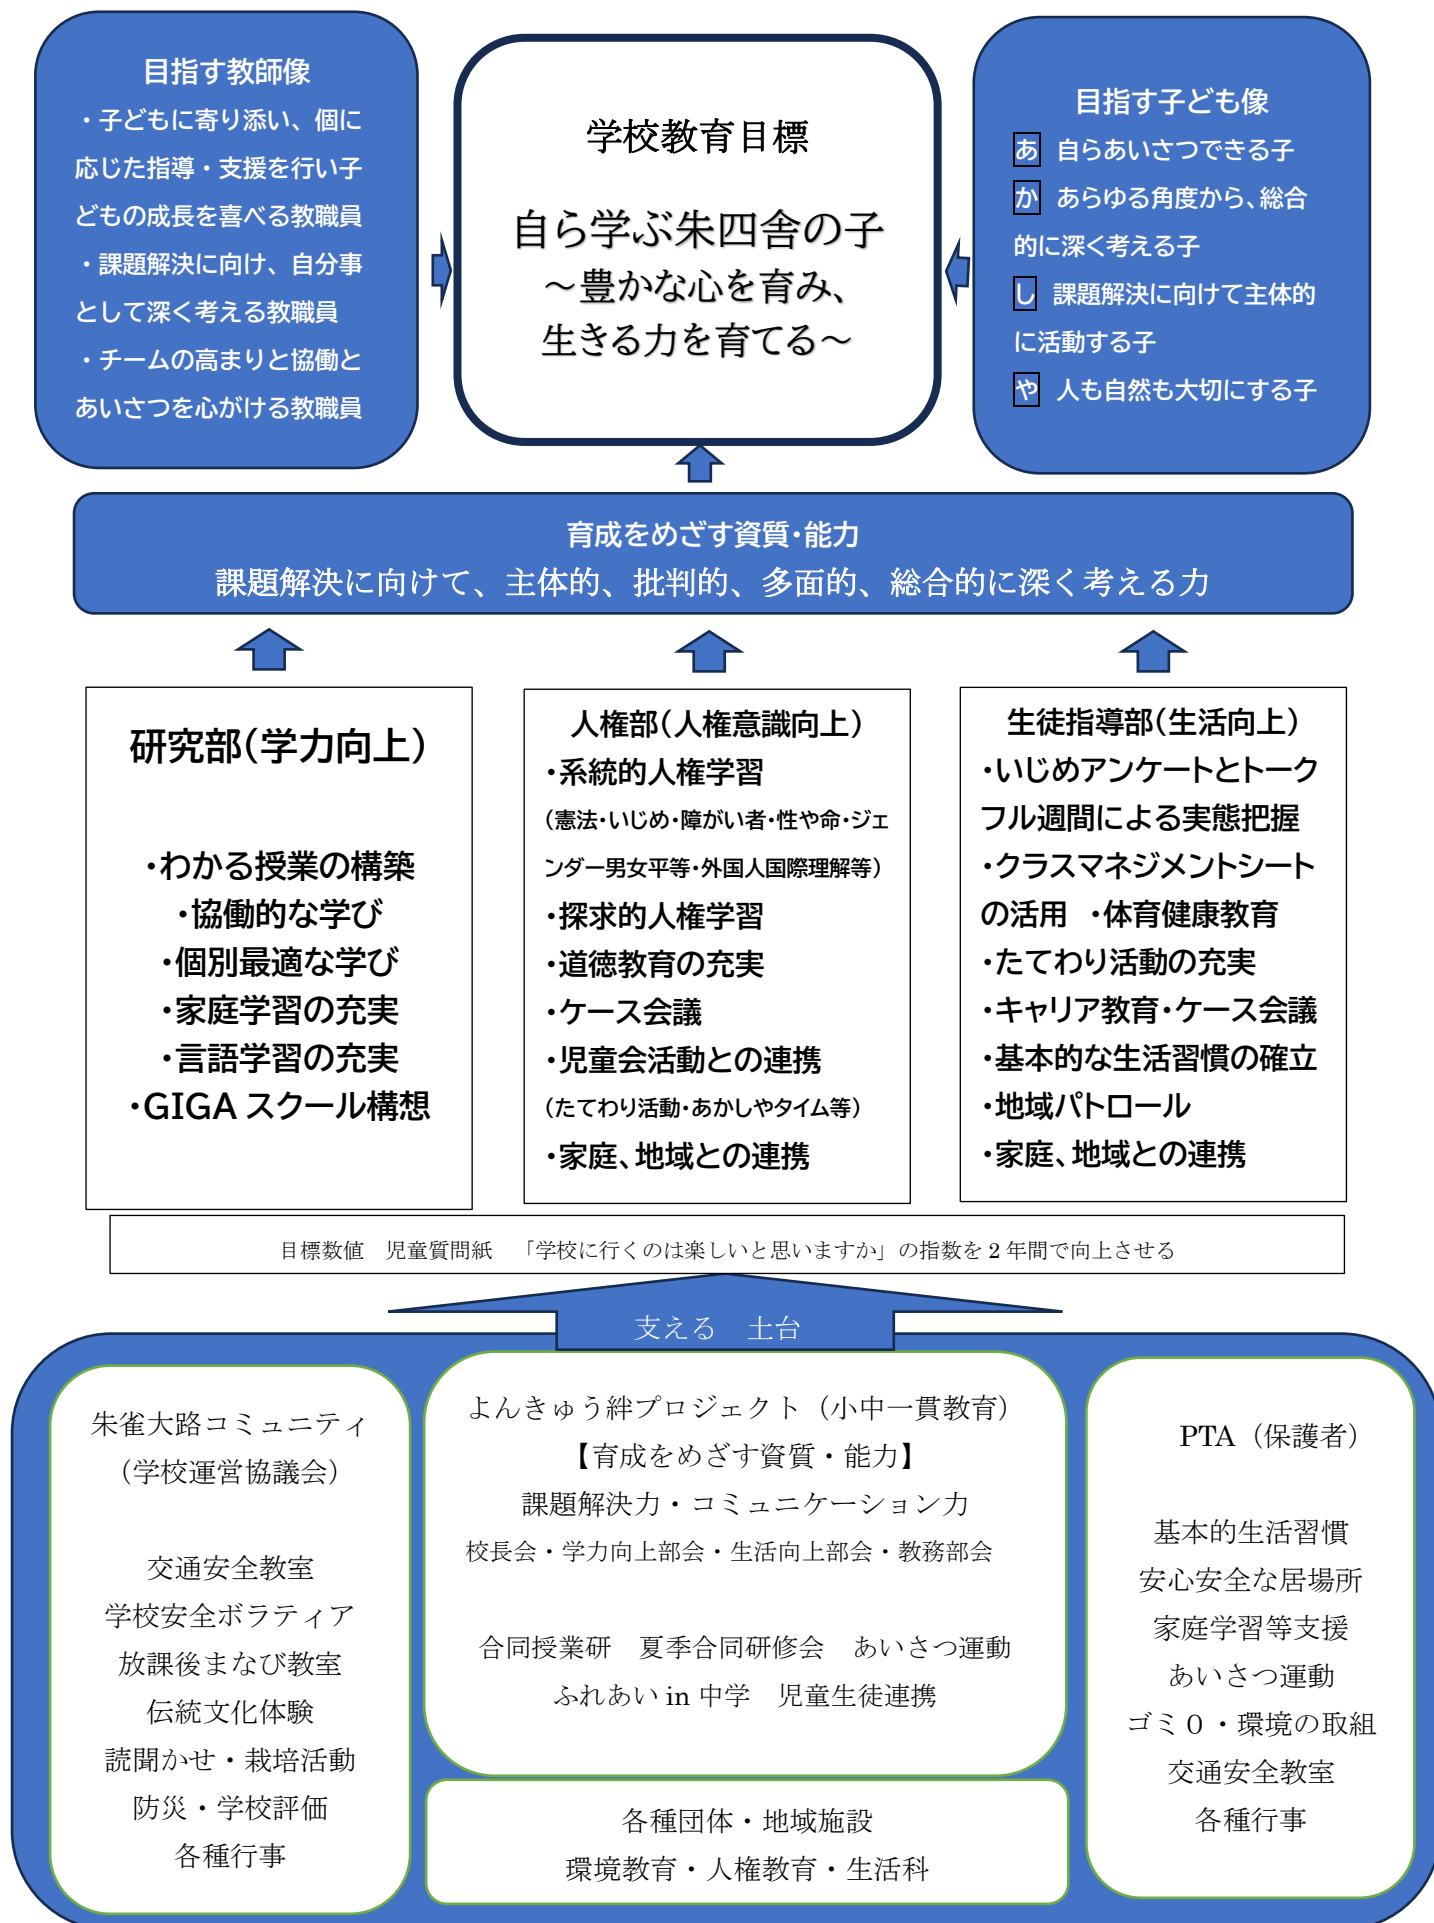 目指す教師像
・子どもに寄り添い、個に
応じた指導・支援を行い子
どもの成長を喜べる教職員
・課題解決に向け、自分事
として深く考える教職員
・チームの高まりと協働と
あいさつを心がける教職員
学校教育目標
自ら学ぶ朱四舎の子
～豊かな心を育み、
生きる力を育てる～
目指す子ども像
あ 自らあいさつできる子
か あらゆる角度から、総合
的に深く考える子
し 課題解決に向けて主体的
に活動する子
や 人も自然も大切にする子
育成をめざす資質・能力
課題解決に向けて、主体的、批判的、多面的、総合的に深く考える力
研究部(学力向上)
・わかる授業の構築
・協働的な学び
・個別最適な学び
・家庭学習の充実
・言語学習の充実
・GIGA スクール構想
人権部(人権意識向上)
・系統的人権学習
(憲法・いじめ・障がい者・性や命・ジェ
ンダー男女平等・外国人国際理解等)
・探求的人権学習
・道徳教育の充実
・ケース会議
・児童会活動との連携
(たてわり活動・あかしやタイム等)
・家庭、地域との連携
生徒指導部(生活向上)
・いじめアンケートとトーク
フル週間による実態把握
・クラスマネジメントシート
の活用　・体育健康教育
・たてわり活動の充実
・キャリア教育・ケース会議
・基本的な生活習慣の確立
・地域パトロール
・家庭、地域との連携
目標数値　児童質問紙　「学校に行くのは楽しいと思いますか」の指数を 2 年間で向上させる
支える　土台
朱雀大路コミュニティ
（学校運営協議会）
交通安全教室
学校安全ボラティア
放課後まなび教室
伝統文化体験
読聞かせ・栽培活動
防災・学校評価
各種行事
よんきゅう絆プロジェクト（小中一貫教育）
【育成をめざす資質・能力】
課題解決力・コミュニケーション力
校長会・学力向上部会・生活向上部会・教務部会
合同授業研　夏季合同研修会　あいさつ運動
ふれあい in 中学　児童生徒連携
各種団体・地域施設
環境教育・人権教育・生活科
PTA（保護者）
基本的生活習慣
安心安全な居場所
家庭学習等支援
あいさつ運動
ゴミ０・環境の取組
交通安全教室
各種行事